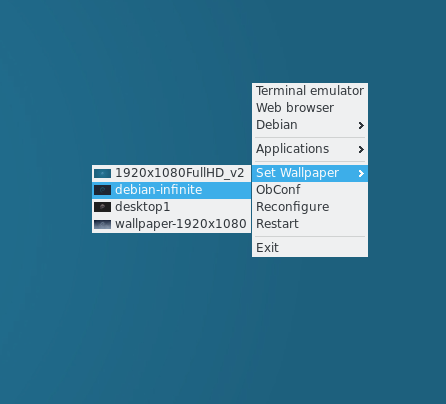 Terminal emulator
Web browser
Debian
Applications
Set Wallpaper
ObConf
Reconfigure
Restart
Exit
1920x1080FullHD_v2
debian-infinite
desktop1
wallpaper-1920x1080